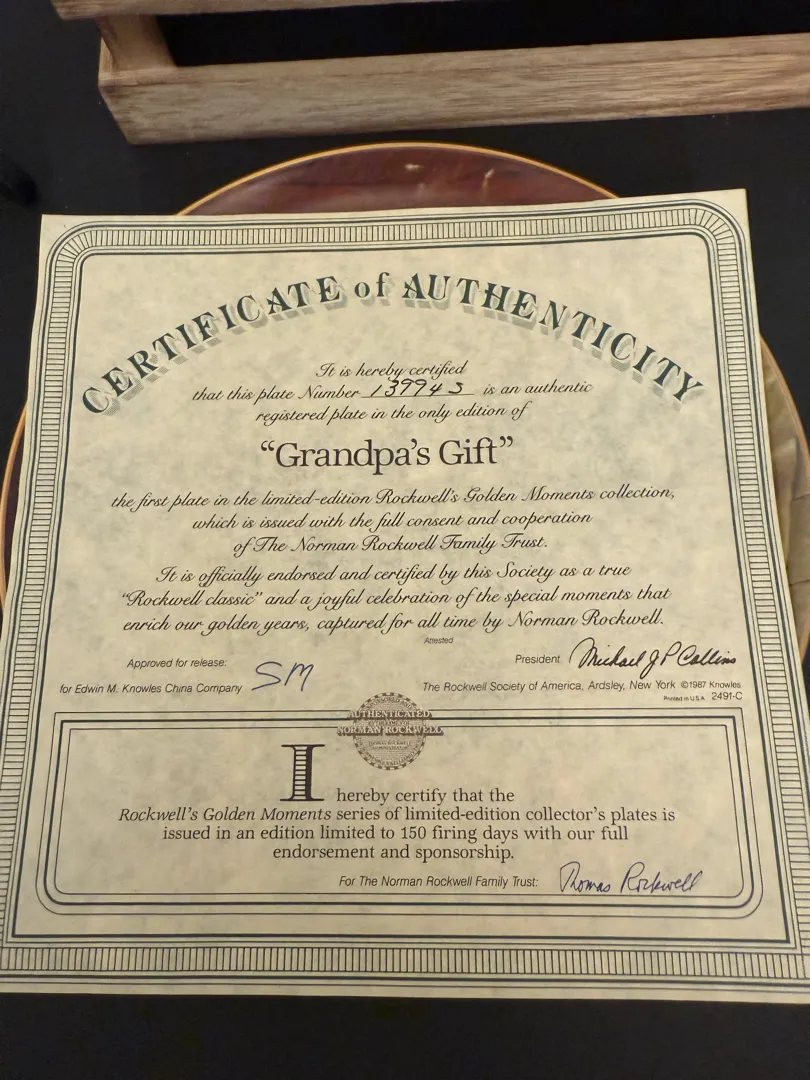 CERTIFICATE of AUTHENTICITY
It is hereby certified
that this plate Number 13994 S is an authentic
registered plate in the only edition of
“Grandpa’s Gift”
the first plate in the limited-edition Rockwell’s Golden Moments collection,
which is issued with the full consent and cooperation
of The Norman Rockwell Family Trust.
It is officially endorsed and certified by this Society as a true
“Rockwell classic” and a joyful celebration of the special moments that
enrich our golden years, captured for all time by Norman Rockwell.
Attested
Approved for release:
for Edwin M. Knowles China Company SM
President Michael J P Collins
The Rockwell Society of America, Ardsley, New York ©1987 Knowles
Printed in U.S.A. 2491-C
AUTHENTICATED
NORMAN ROCKWELL
I hereby certify that the
Rockwell’s Golden Moments series of limited-edition collector’s plates is
issued in an edition limited to 150 firing days with our full
endorsement and sponsorship.
For The Norman Rockwell Family Trust: Thomas Rockwell